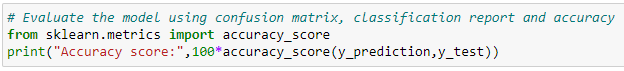 # Evaluate the model using confusion matrix, classification report and accuracy
from sklearn.metrics import accuracy_score
print("Accuracy score:",100*accuracy_score(y_prediction,y_test))